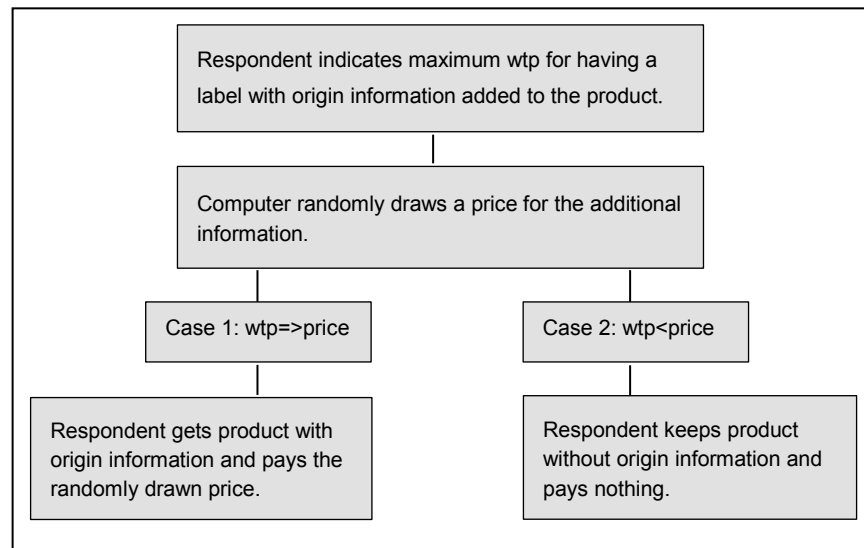 Respondent indicates maximum wtp for having a
label with origin information added to the product.
Computer randomly draws a price for the additional
information.
Case 1: wtp=>price
Case 2: wtp<price
Respondent gets product with
origin information and pays the
randomly drawn price.
Respondent keeps product
without origin information and
pays nothing.